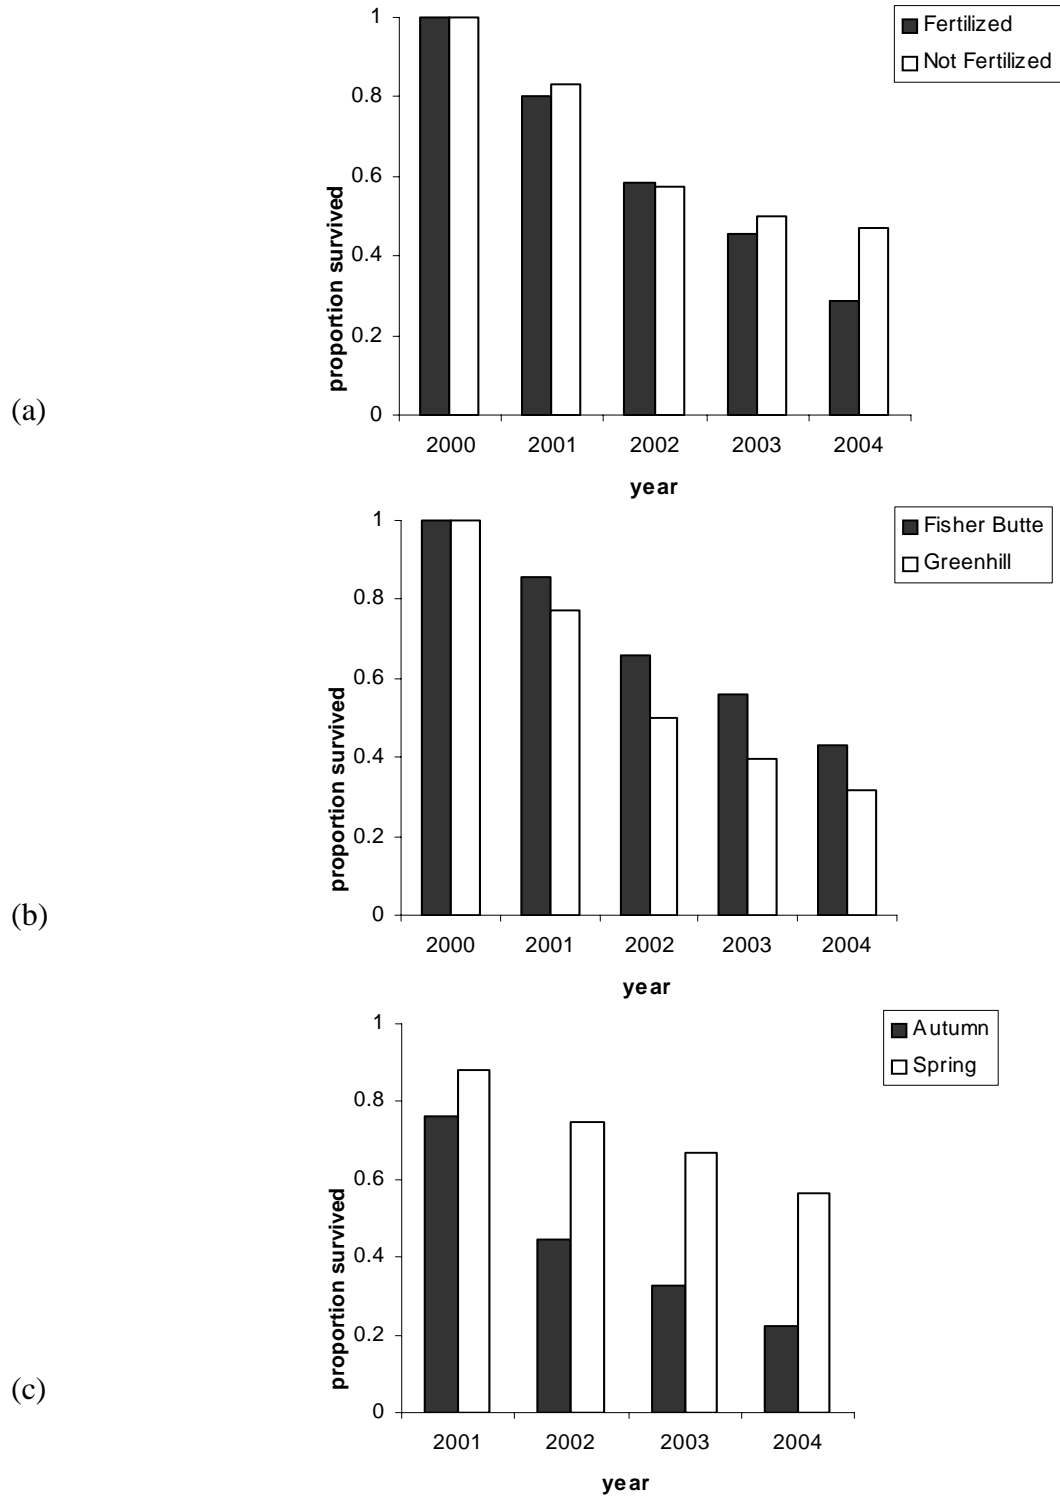 1
0.8
0.6
0.4
0.2
0
proportion survived
2000 2001 2002 2003 2004
year
Fertilized
Not Fertilized
(a)
1
0.8
0.6
0.4
0.2
0
proportion survived
2000 2001 2002 2003 2004
year
Fisher Butte
Greenhill
(b)
1
0.8
0.6
0.4
0.2
0
proportion survived
2001 2002 2003 2004
year
Autumn
Spring
(c)